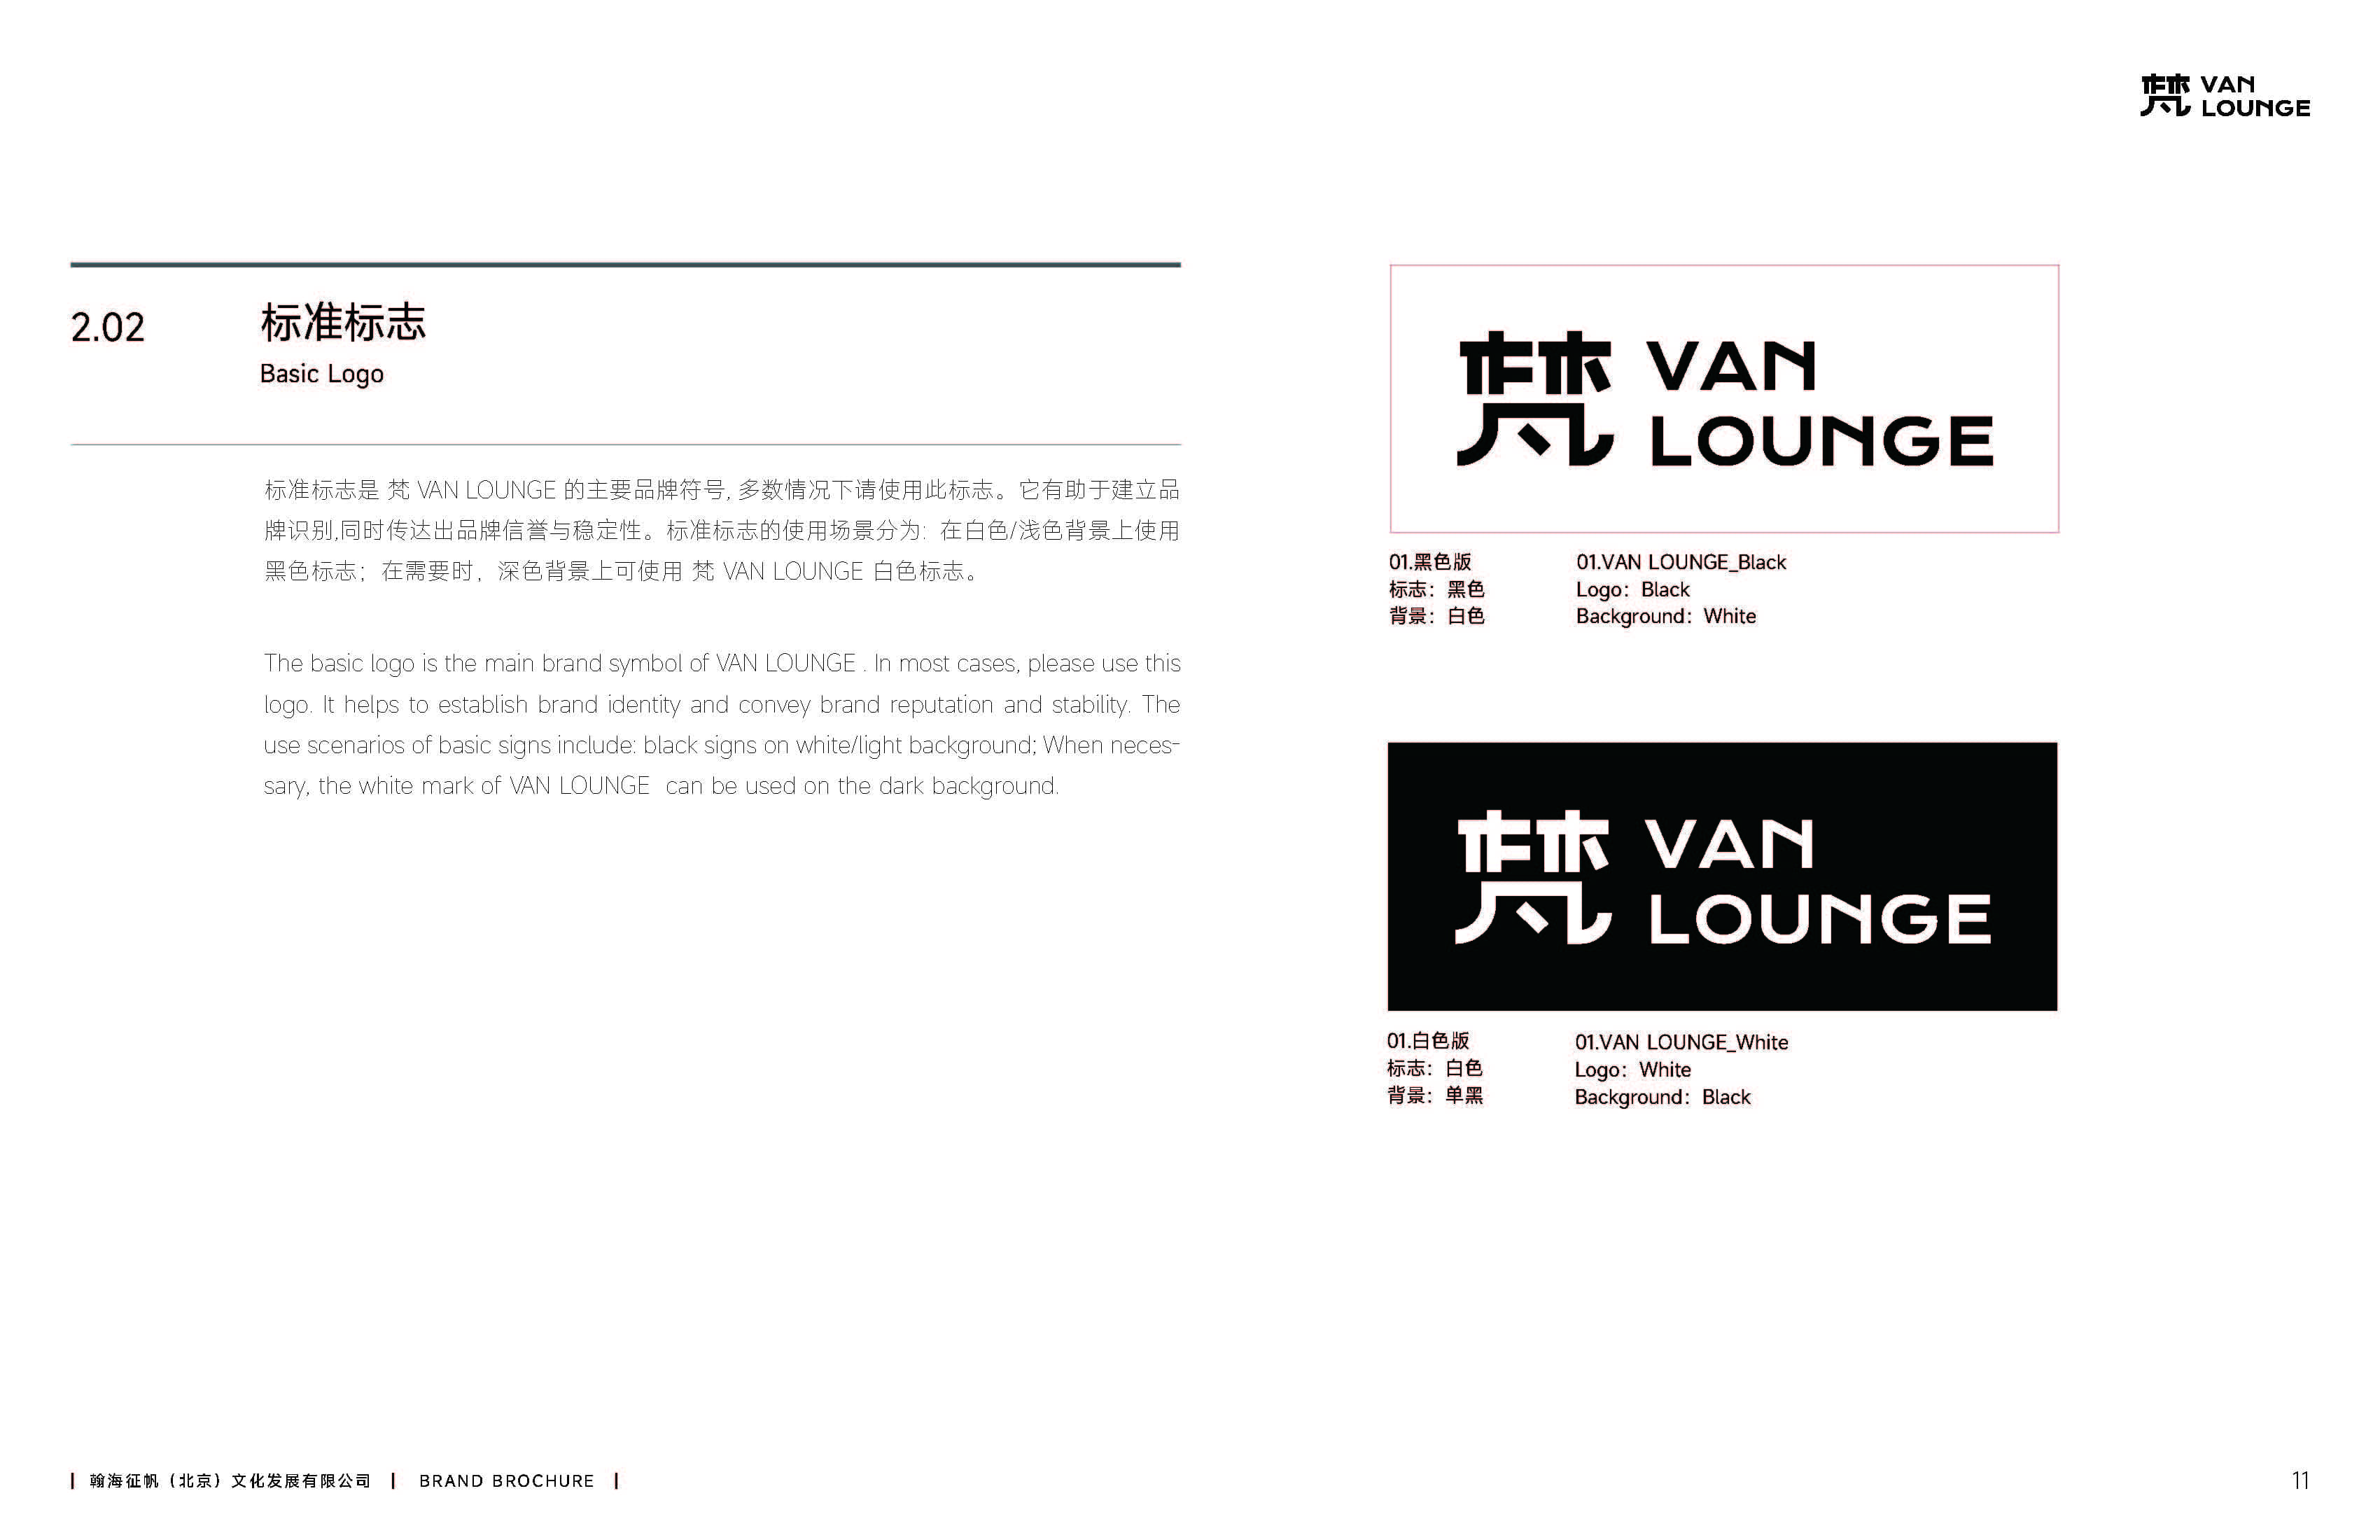 梵 VAN
LOUNGE
2.02
标准标志
Basic Logo
标准标志是 梵 VAN LOUNGE 的主要品牌符号, 多数情况下请使用此标志。它有助于建立品
牌识别,同时传达出品牌信誉与稳定性。标准标志的使用场景分为: 在白色/浅色背景上使用
黑色标志；在需要时，深色背景上可使用 梵 VAN LOUNGE 白色标志。
The basic logo is the main brand symbol of VAN LOUNGE . In most cases, please use this
logo. It helps to establish brand identity and convey brand reputation and stability. The
use scenarios of basic signs include: black signs on white/light background; When neces-
sary, the white mark of VAN LOUNGE can be used on the dark background.
梵 VAN
LOUNGE
01.黑色版
标志：黑色
背景：白色
01.VAN LOUNGE_Black
Logo：Black
Background：White
梵 VAN
LOUNGE
01.白色版
标志：白色
背景：单黑
01.VAN LOUNGE_White
Logo：White
Background：Black
| 翰海征帆（北京）文化发展有限公司 | BRAND BROCHURE |
11